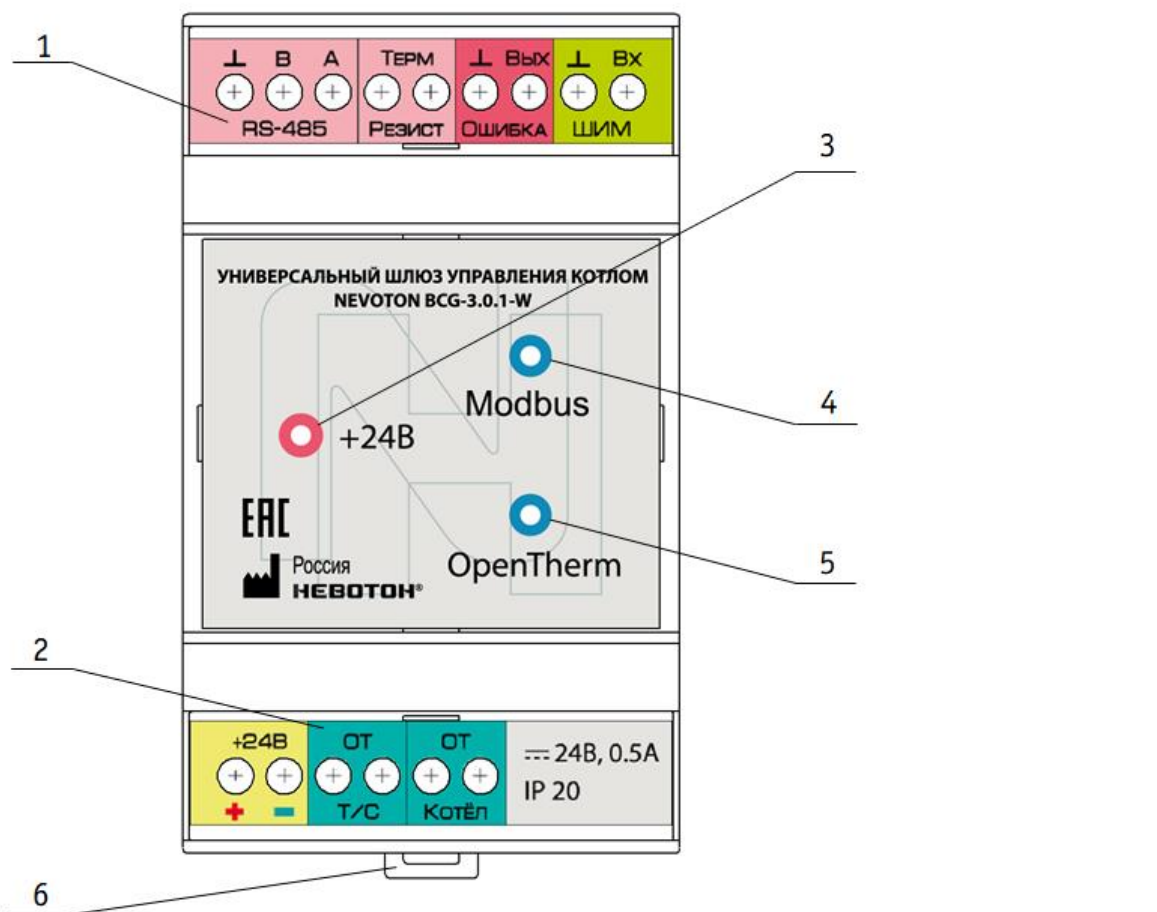 1
⊥ B A
RS-485
ТЕРМ
РЕЗИСТ
⊥ ВЫХ
ОШИБКА
⊥ ВХ
ШИМ
3
УНИВЕРСАЛЬНЫЙ ШЛЮЗ УПРАВЛЕНИЯ КОТЛОМ
NEVOTON BCG-3.0.1-W
Modbus
4
+24В
EAC
Россия
НЕВОТОН®
OpenTherm
5
2
+24В
+ −
ОТ
Т/С
ОТ
КОТЁЛ
24В, 0.5А
IP 20
6